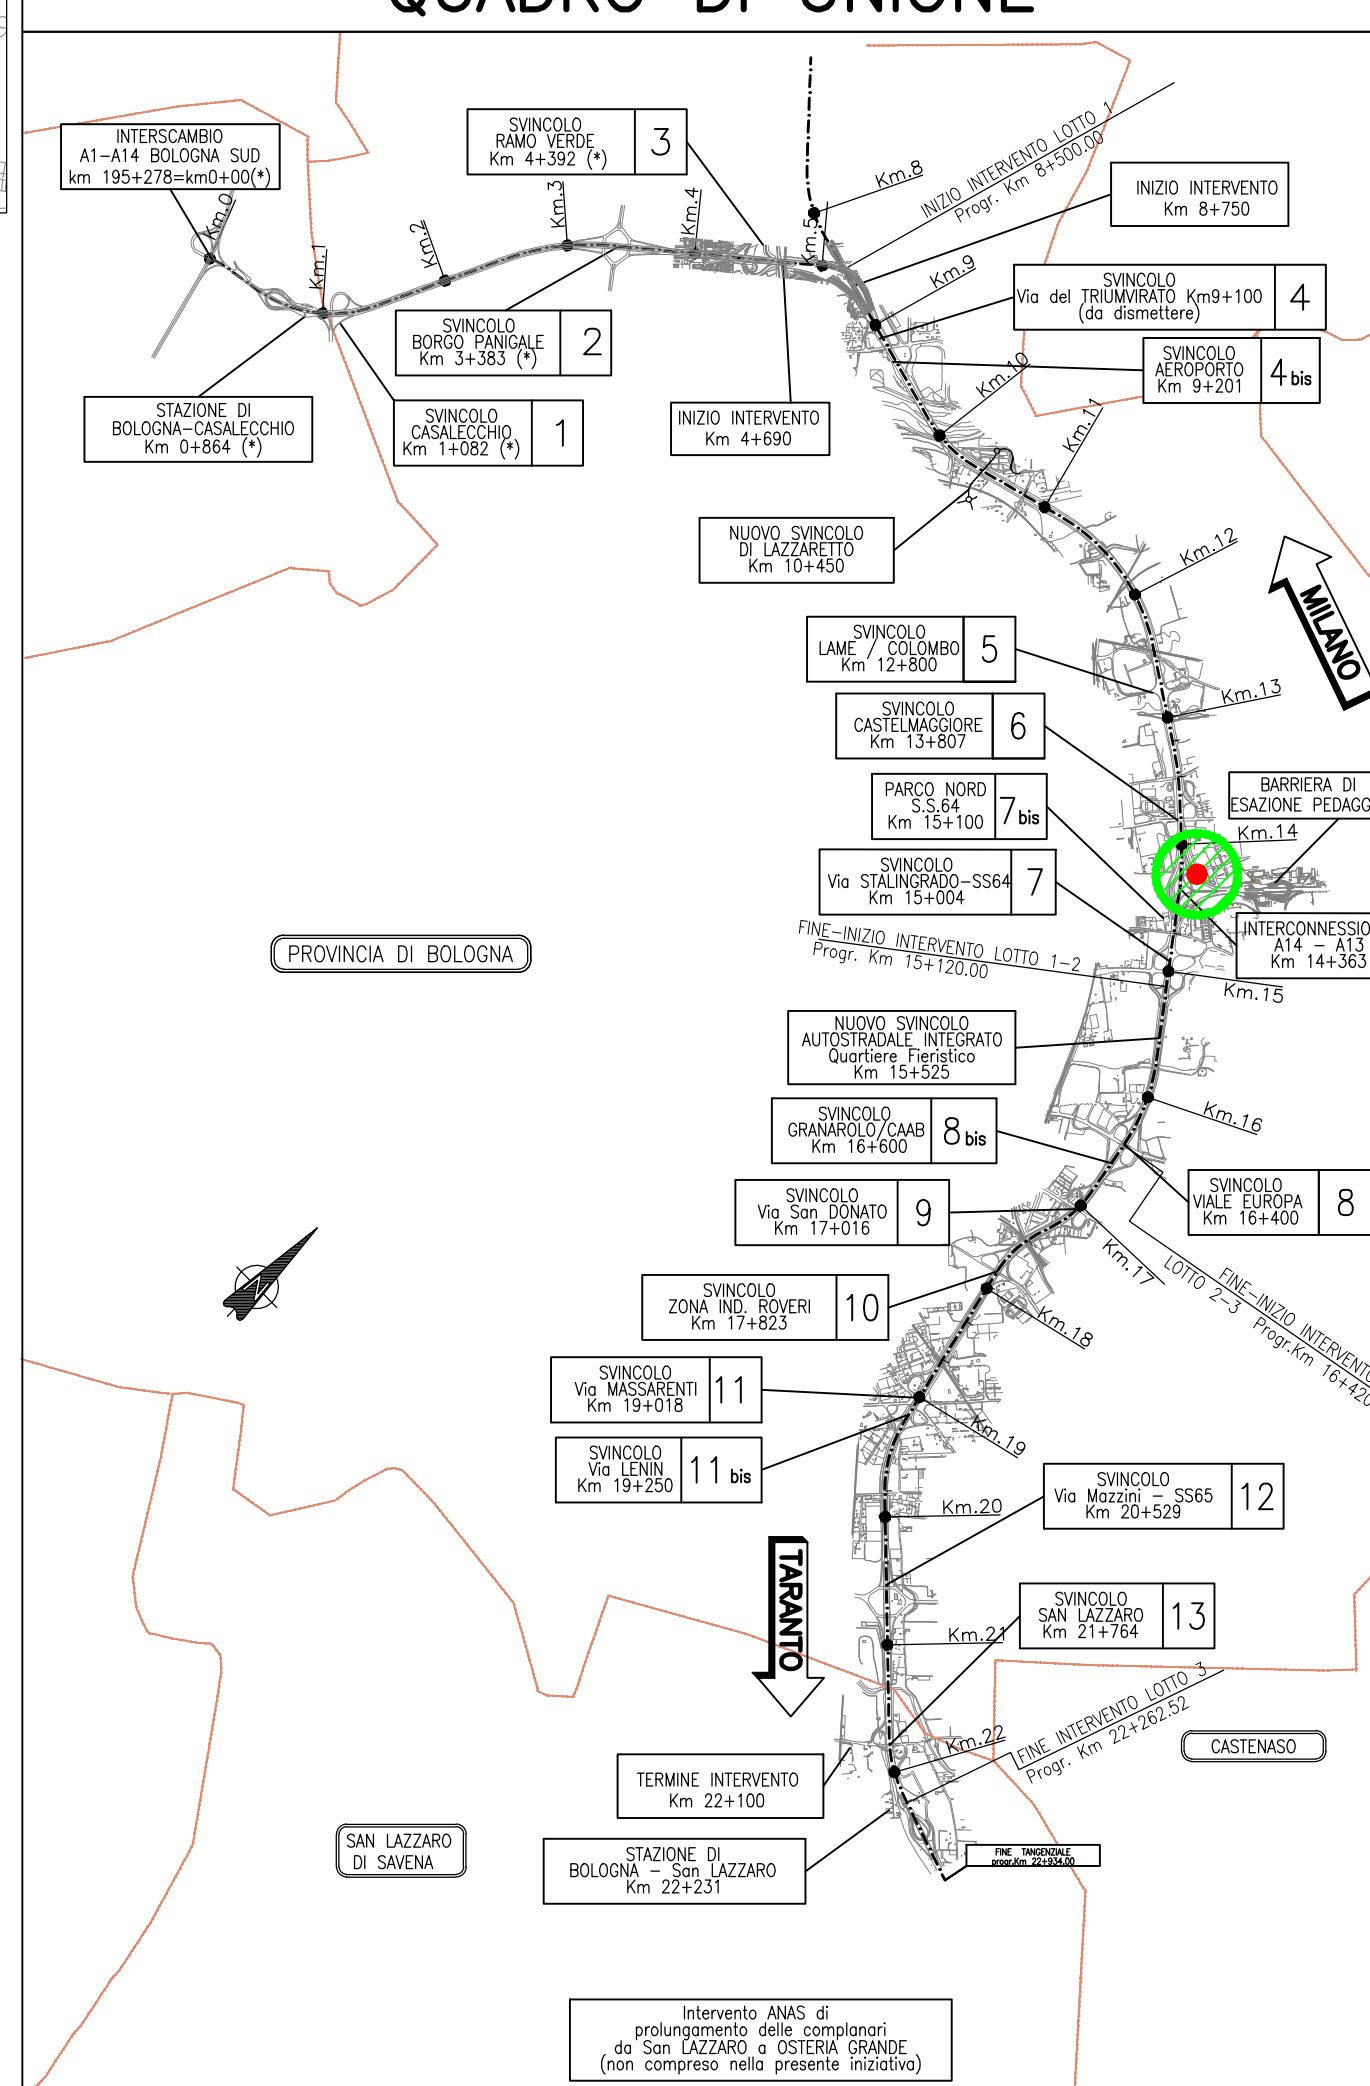 QUADRO DI UNIONE
INTERSCAMBIO
A1-A14 BOLOGNA SUD
km 195+278=km0+00(*)
SVINCOLO
RAMO VERDE
Km 4+392 (*)
3
Km.0
Km.1
Km.2
Km.3
Km.4
Km.5
Km.8
INIZIO INTERVENTO LOTTO 1
Progr. Km 8+500.00
INIZIO INTERVENTO
Km 8+750
Km.9
SVINCOLO
Via del TRIUMVIRATO Km9+100
(da dismettere)
4
SVINCOLO
BORGO PANIGALE
Km 3+383 (*)
2
SVINCOLO
AEROPORTO
Km 9+201
4 bis
STAZIONE DI
BOLOGNA-CASALECCHIO
Km 0+864 (*)
SVINCOLO
CASALECCHIO
Km 1+082 (*)
1
INIZIO INTERVENTO
Km 4+690
Km.10
Km.11
NUOVO SVINCOLO
DI LAZZARETTO
Km 10+450
Km.12
MILANO
SVINCOLO
LAME / COLOMBO
Km 12+800
5
Km.13
SVINCOLO
CASTELMAGGIORE
Km 13+807
6
PARCO NORD
S.S.64
Km 15+100
7 bis
BARRIERA DI
ESAZIONE PEDAGG
Km.14
SVINCOLO
Via STALINGRADO-SS64
Km 15+004
7
INTERCONNESSIO
A14 - A13
Km 14+363
FINE-INIZIO INTERVENTO LOTTO 1-2
Progr. Km 15+120.00
PROVINCIA DI BOLOGNA
Km.15
NUOVO SVINCOLO
AUTOSTRADALE INTEGRATO
Quartiere Fieristico
Km 15+525
Km.16
SVINCOLO
GRANAROLO/CAAB
Km 16+600
8 bis
SVINCOLO
VIALE EUROPA
Km 16+400
8
SVINCOLO
Via San DONATO
Km 17+016
9
Km.17
FINE-INIZIO INTERVENTO
LOTTO 2-3 Progr.Km 16+420
SVINCOLO
ZONA IND. ROVERI
Km 17+823
10
Km.18
SVINCOLO
Via MASSARENTI
Km 19+018
11
Km.19
SVINCOLO
Via LENIN
Km 19+250
11 bis
SVINCOLO
Via Mazzini - SS65
Km 20+529
12
Km.20
TARANTO
SVINCOLO
SAN LAZZARO
Km 21+764
13
Km.21
FINE INTERVENTO LOTTO 3
Progr. Km 22+262.52
Km.22
CASTENASO
TERMINE INTERVENTO
Km 22+100
SAN LAZZARO
DI SAVENA
STAZIONE DI
BOLOGNA - San LAZZARO
Km 22+231
FINE TANGENZIALE
progr.Km 22+934.00
Intervento ANAS di
prolungamento delle complanari
da San LAZZARO a OSTERIA GRANDE
(non compreso nella presente iniziativa)